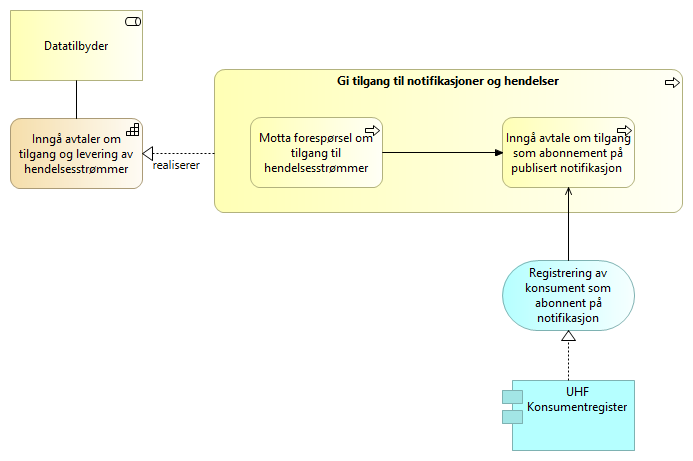 Datatilbyder
Gi tilgang til notifikasjoner og hendelser
Inngå avtaler om
tilgang og levering av
hendelsesstrømmer
realiserer
Motta forespørsel om
tilgang til
hendelsesstrømmer
Inngå avtale om tilgang
som abonnement på
publisert notifikasjon
Registrering av
konsument som
abonnent på
notifikasjon
UHF
Konsumentregister